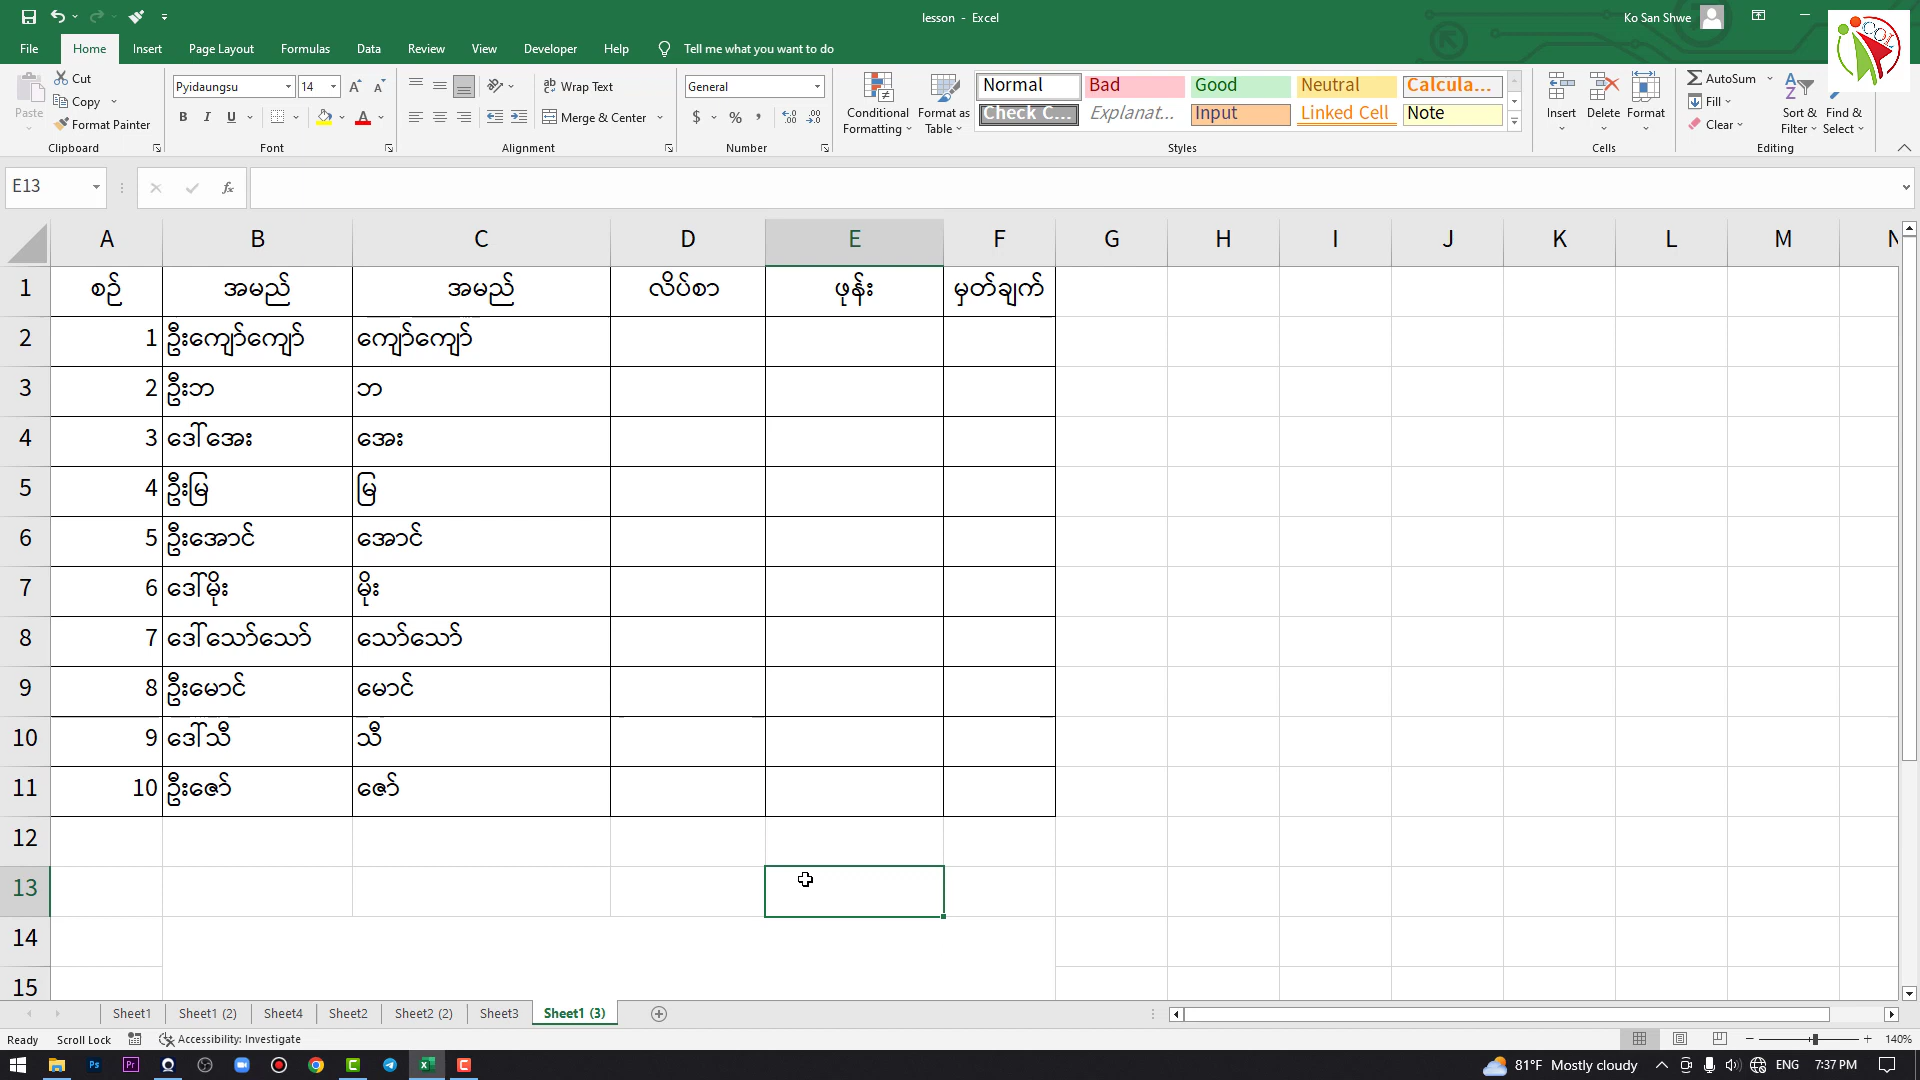 lesson - Excel
Ko San Shwe
COL
File Home Insert Page Layout Formulas Data Review View Developer Help Tell me what you want to do
Paste
Cut
Copy
Format Painter
Clipboard
Pyidaungsu 14
B I U
Font
Wrap Text
Merge & Center
Alignment
General
$ % ,
Number
Conditional Formatting
Format as Table
Normal Bad Good Neutral Calcula...
Check C... Explanat... Input Linked Cell Note
Styles
Insert Delete Format
Cells
AutoSum
Fill
Clear
Sort & Filter
Find & Select
Editing
E13
fx
A B C D E F G H I J K L M N
1 စဉ် အမည် အမည် လိပ်စာ ဖုန်း မှတ်ချက်
2 1 ဦးကျော်ကျော် ကျော်ကျော်
3 2 ဦးဘ ဘ
4 3 ဒေါ်အေး အေး
5 4 ဦးမြ မြ
6 5 ဦးအောင် အောင်
7 6 ဒေါ်မိုး မိုး
8 7 ဒေါ်သော်သော် သော်သော်
9 8 ဦးမောင် မောင်
10 9 ဒေါ်သီ သီ
11 10 ဦးဇော် ဇော်
12
13
14
15
Sheet1 Sheet1 (2) Sheet4 Sheet2 Sheet2 (2) Sheet3 Sheet1 (3)
Ready Scroll Lock Accessibility: Investigate 140%
81°F Mostly cloudy ENG 7:37 PM